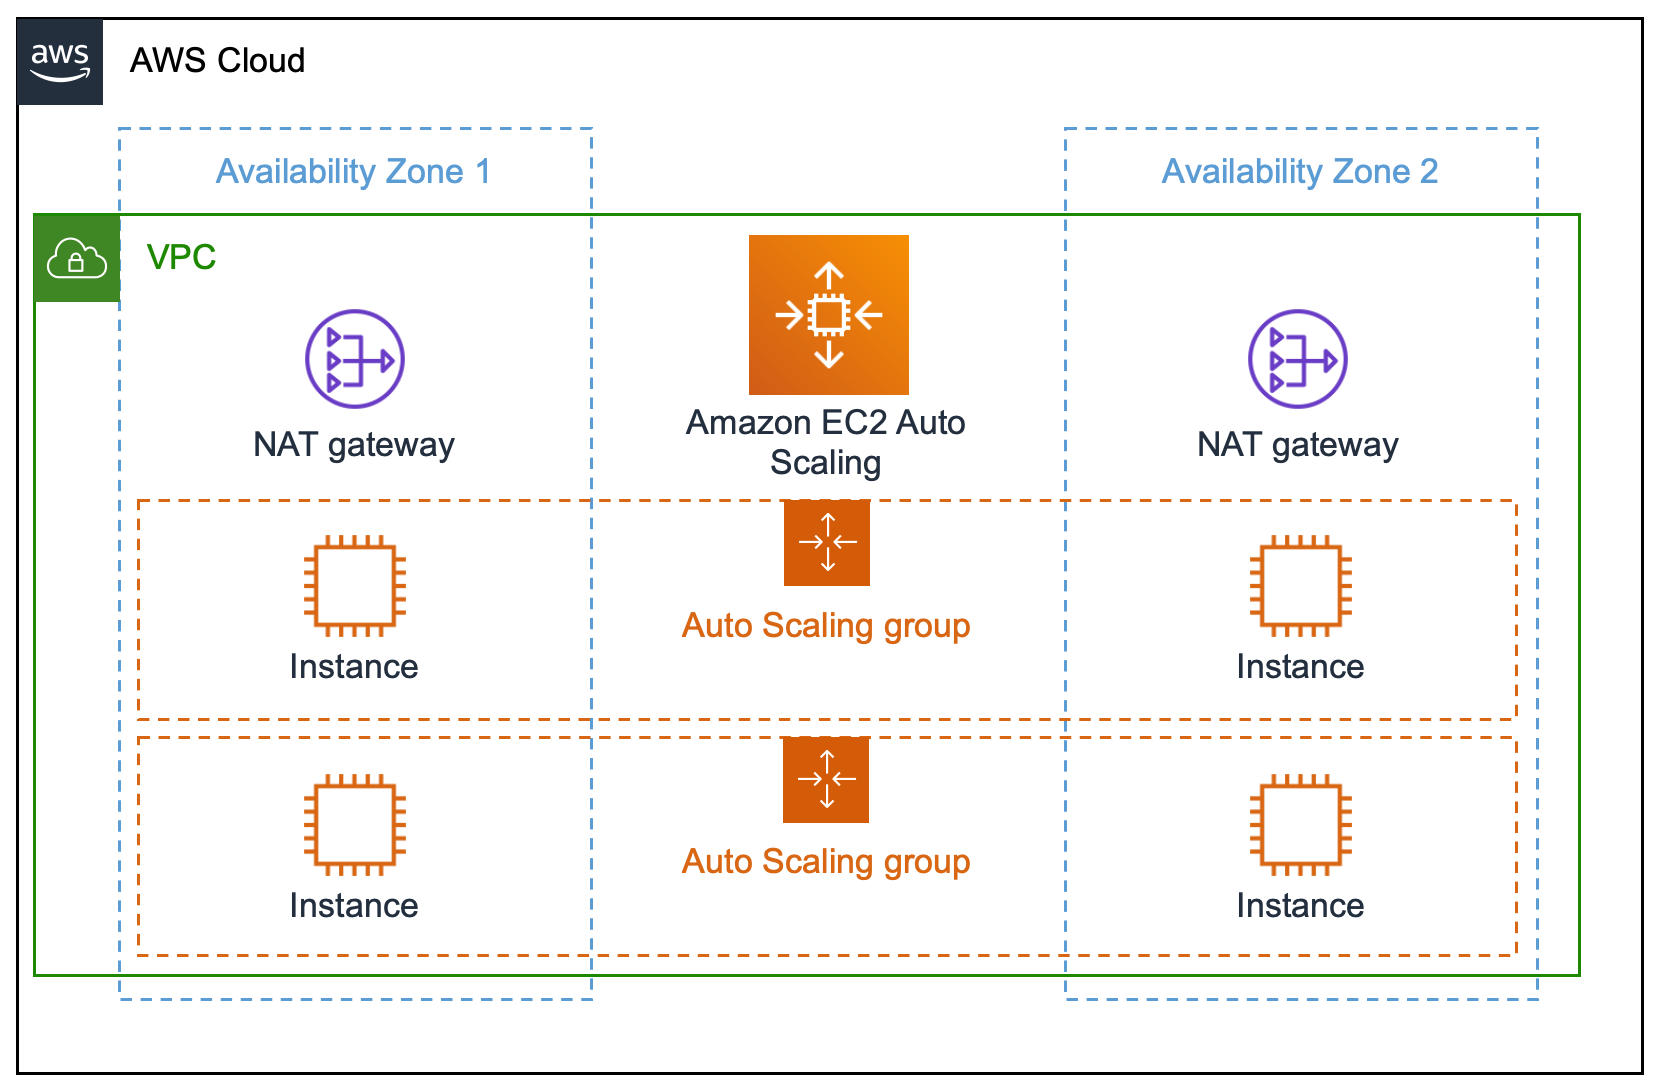 aws
AWS Cloud
Availability Zone 1
Availability Zone 2
VPC
NAT gateway
Amazon EC2 Auto
Scaling
NAT gateway
Instance
Auto Scaling group
Instance
Instance
Auto Scaling group
Instance